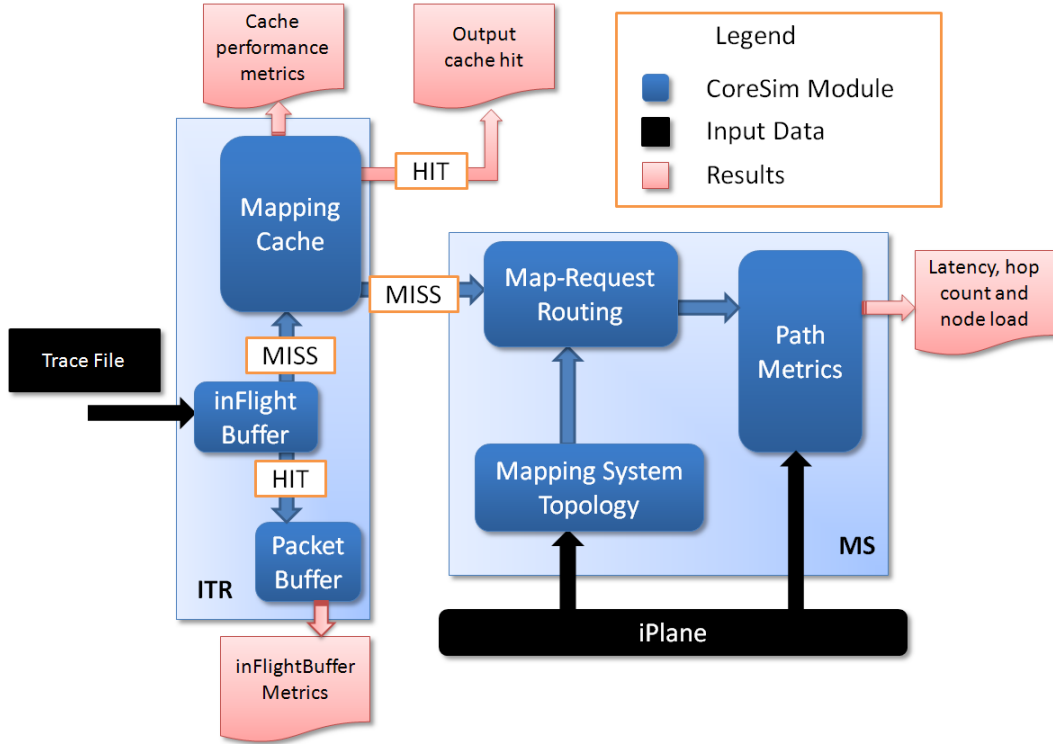 Cache
performance
metrics
Output
cache hit
Legend
CoreSim Module
Input Data
Results
Mapping
Cache
HIT
MISS
Map-Request
Routing
Path
Metrics
Latency, hop
count and
node load
Trace File
MISS
inFlight
Buffer
HIT
Packet
Buffer
ITR
Mapping System
Topology
MS
iPlane
inFlightBuffer
Metrics